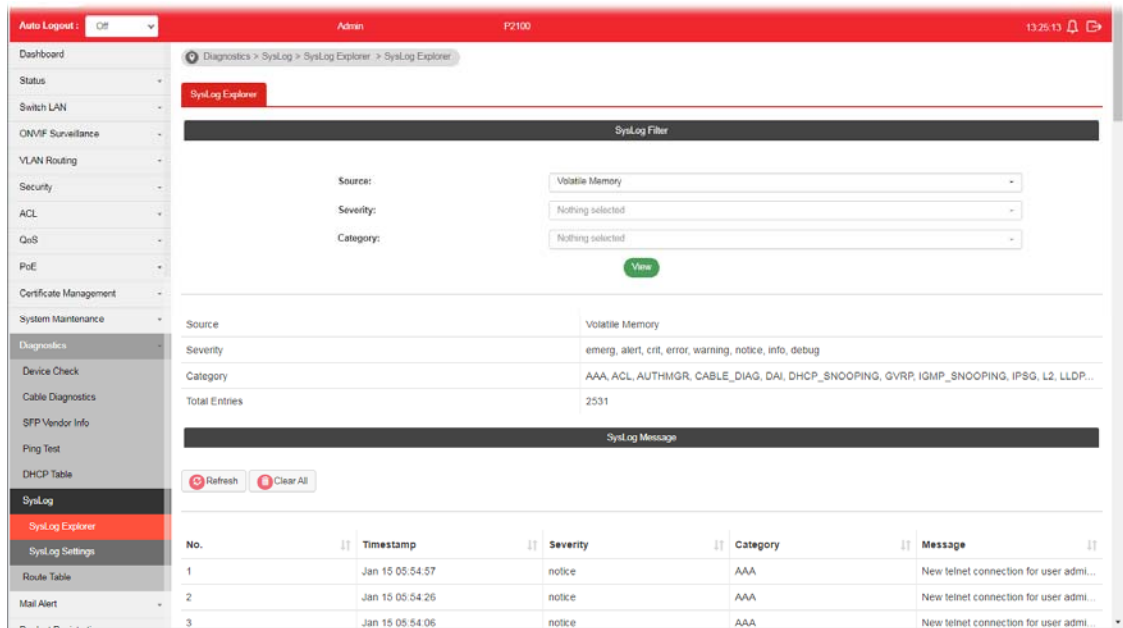 Auto Logout : Off Admin P2100 13:25:13
Dashboard
Status
Switch LAN
ONVIF Surveillance
VLAN Routing
Security
ACL
QoS
PoE
Certificate Management
System Maintenance
Diagnostics
Device Check
Cable Diagnostics
SFP Vendor Info
Ping Test
DHCP Table
SysLog
SysLog Explorer
SysLog Settings
Route Table
Mail Alert
Diagnostics > SysLog > SysLog Explorer > SysLog Explorer
SysLog Explorer
SysLog Filter
Source: Volatile Memory
Severity: Nothing selected
Category: Nothing selected
View
Source Volatile Memory
Severity emerg, alert, crit, error, warning, notice, info, debug
Category AAA, ACL, AUTHMGR, CABLE_DIAG, DAI, DHCP_SNOOPING, GVRP, IGMP_SNOOPING, IPSG, L2, LLDP...
Total Entries 2531
SysLog Message
Refresh Clear All
No. Timestamp Severity Category Message
1 Jan 15 05:54:57 notice AAA New telnet connection for user admi...
2 Jan 15 05:54:26 notice AAA New telnet connection for user admi...
3 Jan 15 05:54:06 notice AAA New telnet connection for user admi...